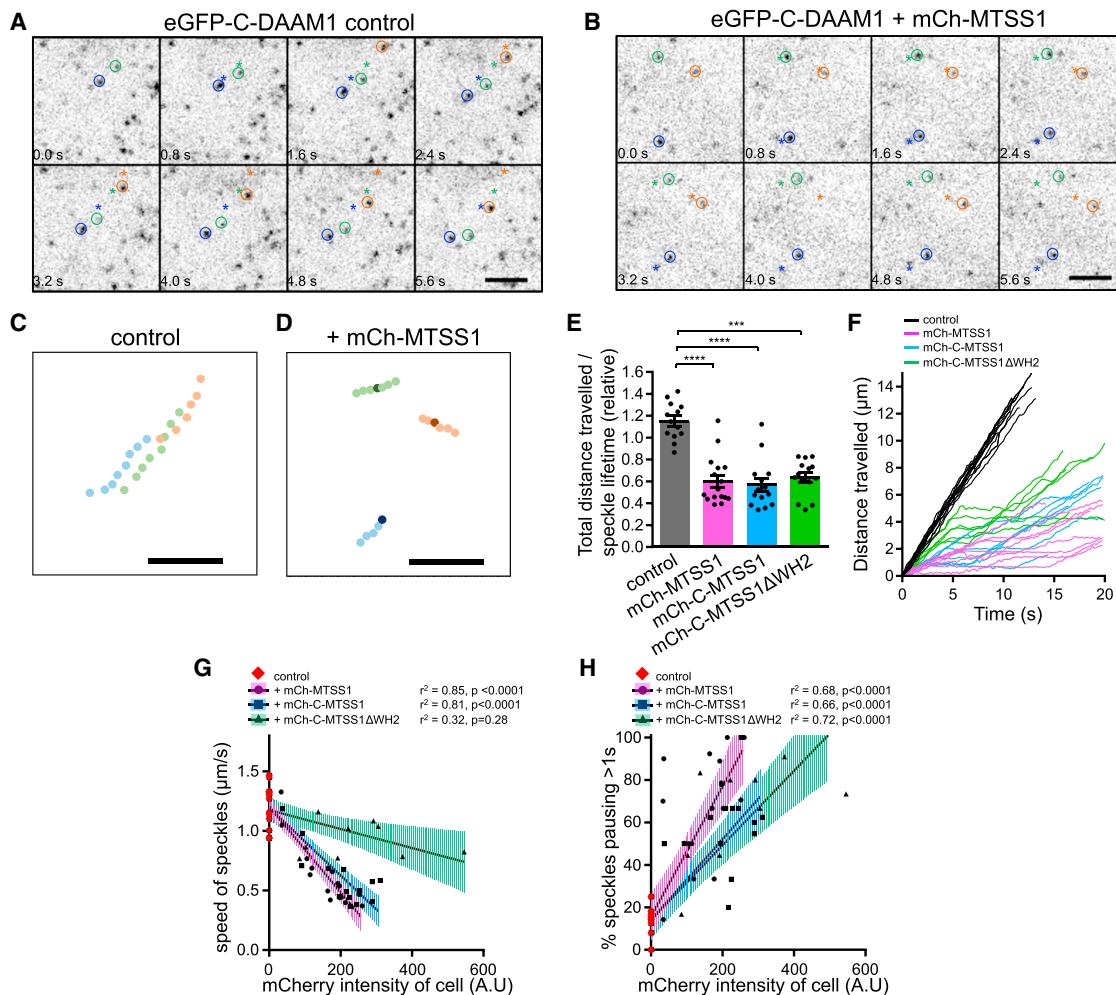 A
eGFP-C-DAAM1 control
B
eGFP-C-DAAM1 + mCh-MTSS1
0.0 s
0.8 s
1.6 s
2.4 s
3.2 s
4.0 s
4.8 s
5.6 s
0.0 s
0.8 s
1.6 s
2.4 s
3.2 s
4.0 s
4.8 s
5.6 s
C
control
D
+ mCh-MTSS1
E
***
****
****
Total distance travelled /
speckle lifetime (relative)
1.6
1.4
1.2
1.0
0.8
0.6
0.4
0.2
0.0
control
mCh-MTSS1
mCh-C-MTSS1
mCh-C-MTSS1ΔWH2
F
control
mCh-MTSS1
mCh-C-MTSS1
mCh-C-MTSS1ΔWH2
Distance travelled (μm)
14
12
10
8
6
4
2
0
0
5
10
15
20
Time (s)
G
control
+ mCh-MTSS1 r² = 0.85, p <0.0001
+ mCh-C-MTSS1 r² = 0.81, p<0.0001
+ mCh-C-MTSS1ΔWH2 r² = 0.32, p=0.28
speed of speckles (μm/s)
1.5
1.0
0.5
0.0
0
200
400
600
mCherry intensity of cell (A.U)
H
control
+ mCh-MTSS1 r² = 0.68, p<0.0001
+ mCh-C-MTSS1 r² = 0.66, p<0.0001
+ mCh-C-MTSS1ΔWH2 r² = 0.72, p<0.0001
% speckles pausing >1s
100
80
60
40
20
0
0
200
400
600
mCherry intensity of cell (A.U)